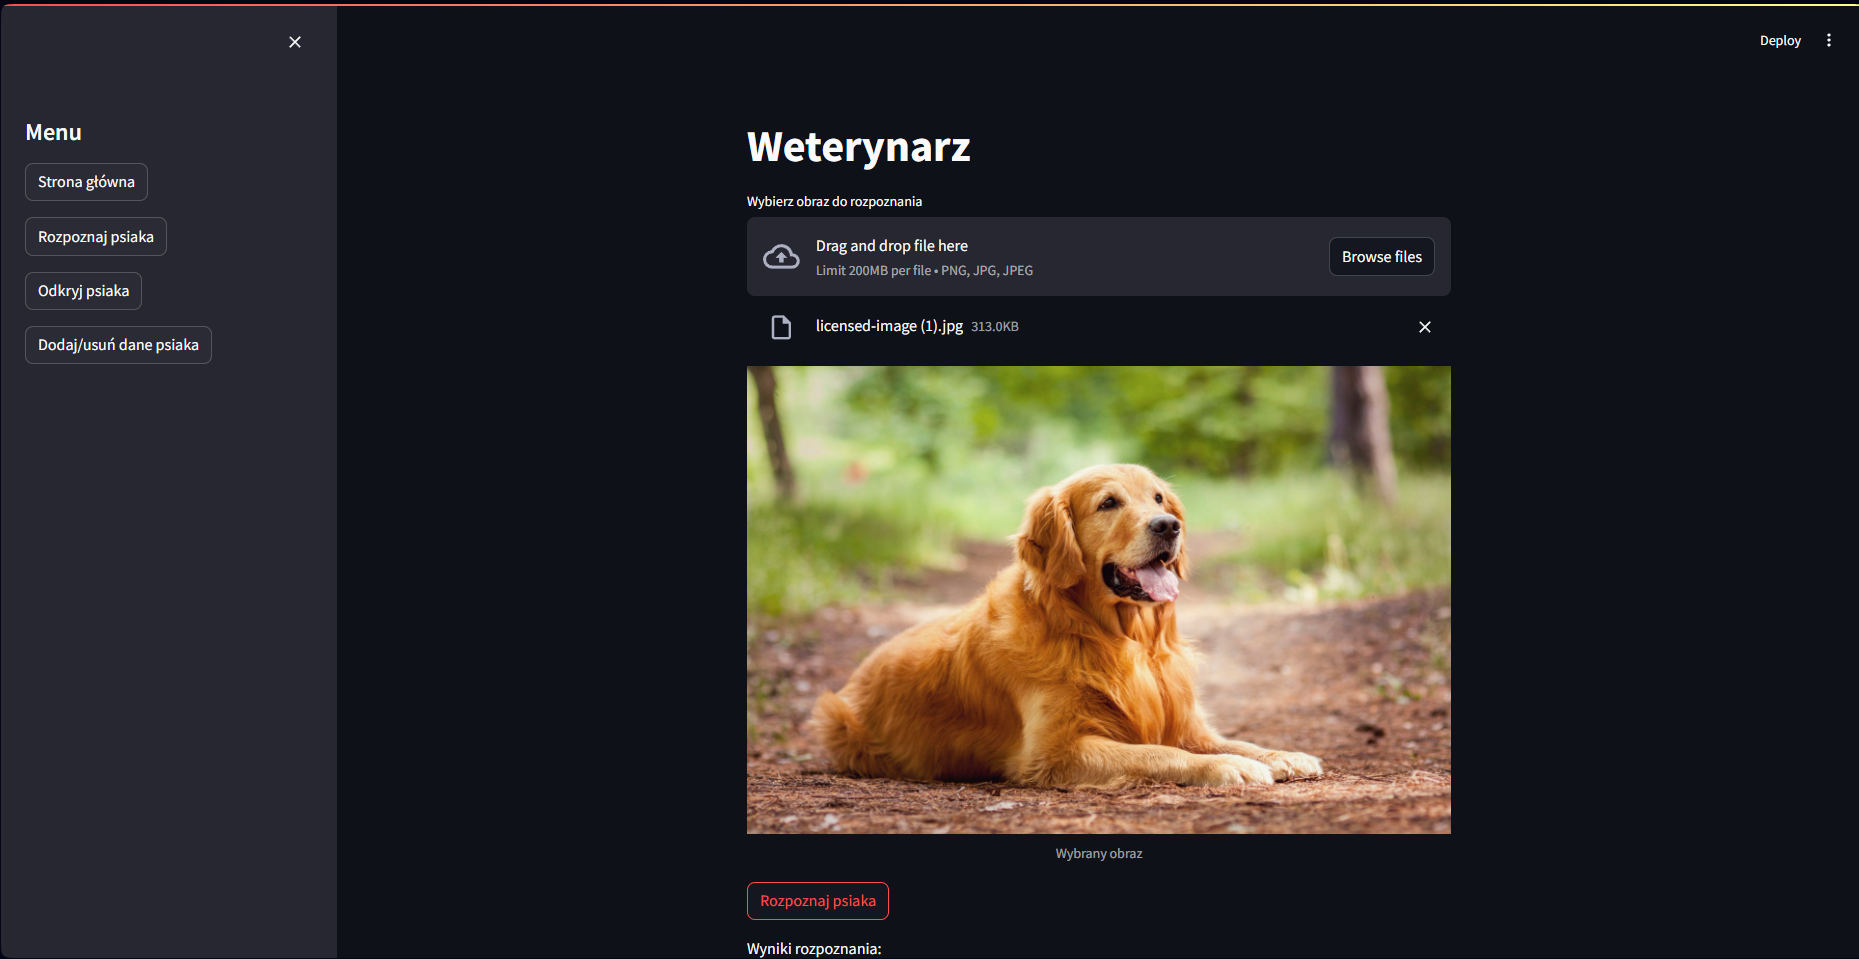 Deploy
Menu
Strona główna
Rozpoznaj psiaka
Odkryj psiaka
Dodaj/usuń dane psiaka
Weterynarz
Wybierz obraz do rozpoznania
Drag and drop file here
Limit 200MB per file • PNG, JPG, JPEG
Browse files
licensed-image (1).jpg 313.0KB
Wybrany obraz
Rozpoznaj psiaka
Wyniki rozpoznania: